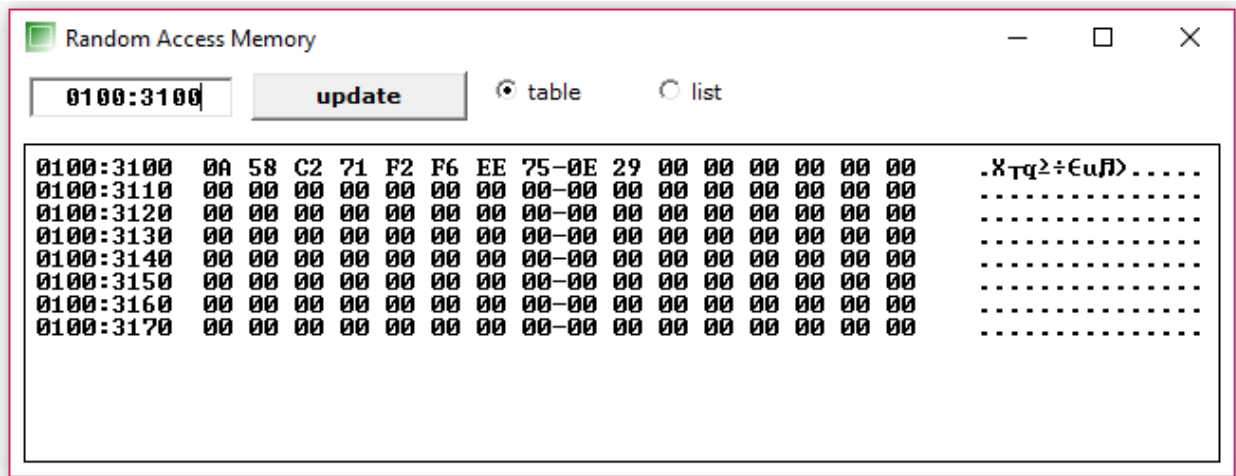 Random Access Memory
0100:3100 update table list
0100:3100 0A 58 C2 71 F2 F6 EE 75-0E 29 00 00 00 00 00 00 .X┬q≥÷εu♫).....
0100:3110 00 00 00 00 00 00 00 00-00 00 00 00 00 00 00 00 ...............
0100:3120 00 00 00 00 00 00 00 00-00 00 00 00 00 00 00 00 ...............
0100:3130 00 00 00 00 00 00 00 00-00 00 00 00 00 00 00 00 ...............
0100:3140 00 00 00 00 00 00 00 00-00 00 00 00 00 00 00 00 ...............
0100:3150 00 00 00 00 00 00 00 00-00 00 00 00 00 00 00 00 ...............
0100:3160 00 00 00 00 00 00 00 00-00 00 00 00 00 00 00 00 ...............
0100:3170 00 00 00 00 00 00 00 00-00 00 00 00 00 00 00 00 ...............